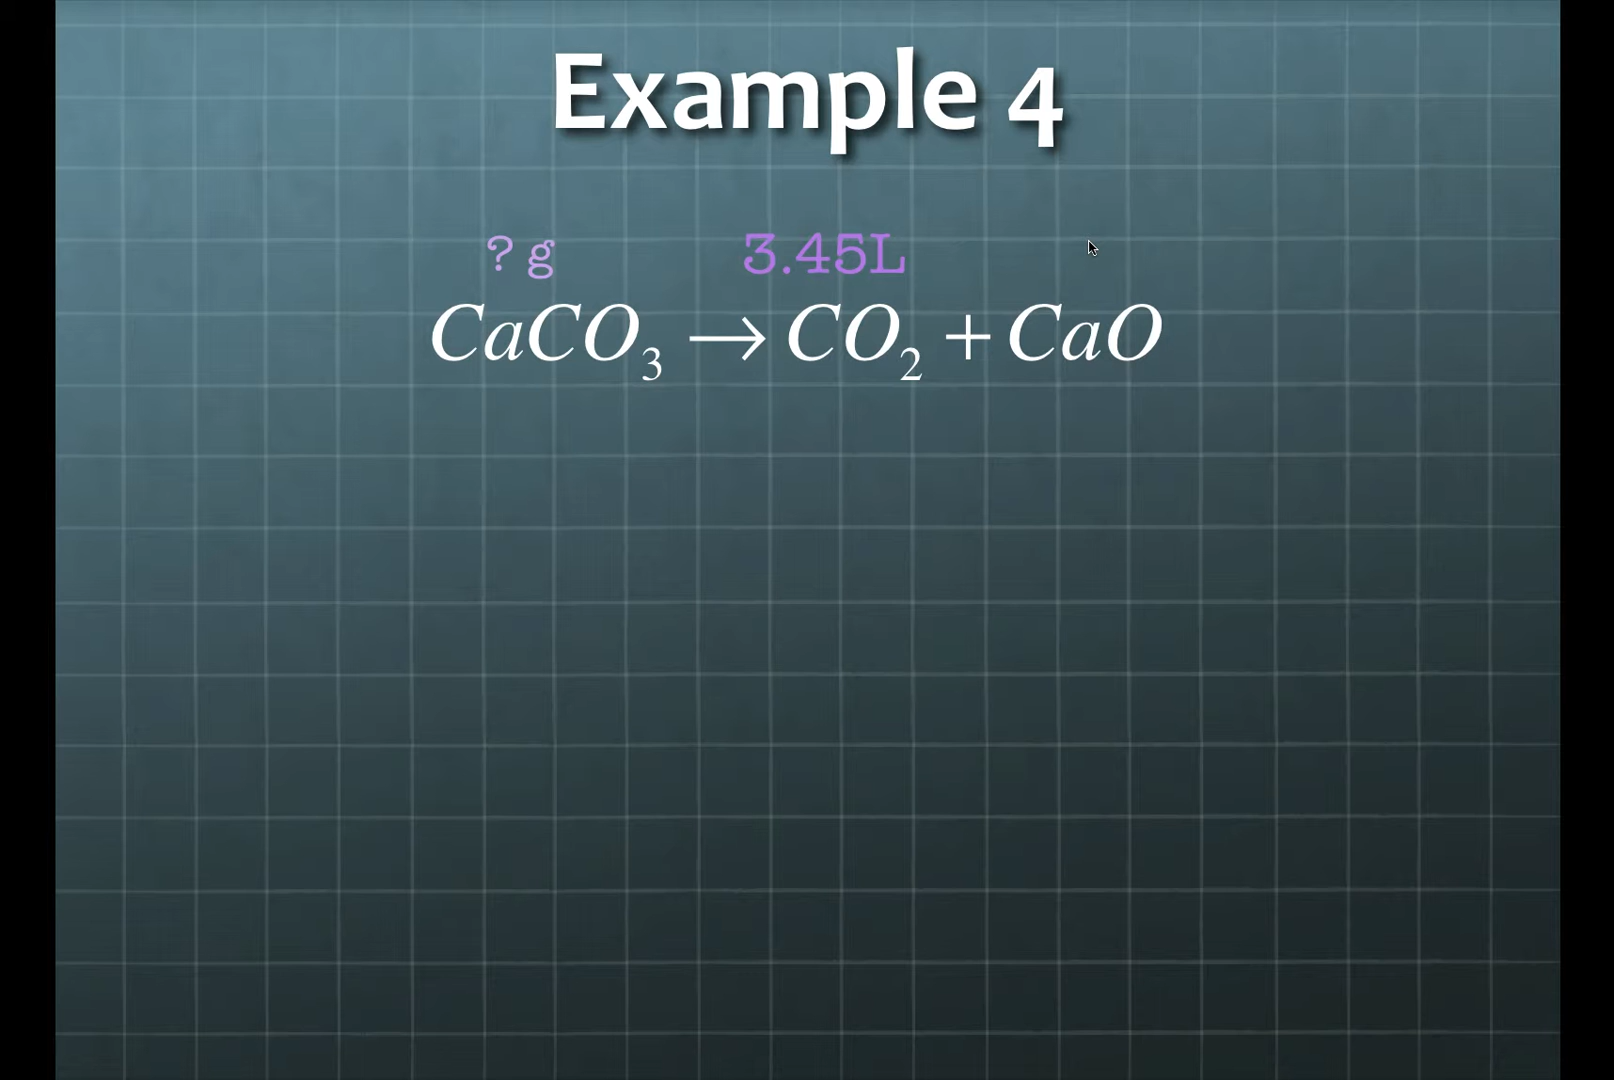 Example 4
? g 3.45L
CaCO₃ → CO₂ + CaO